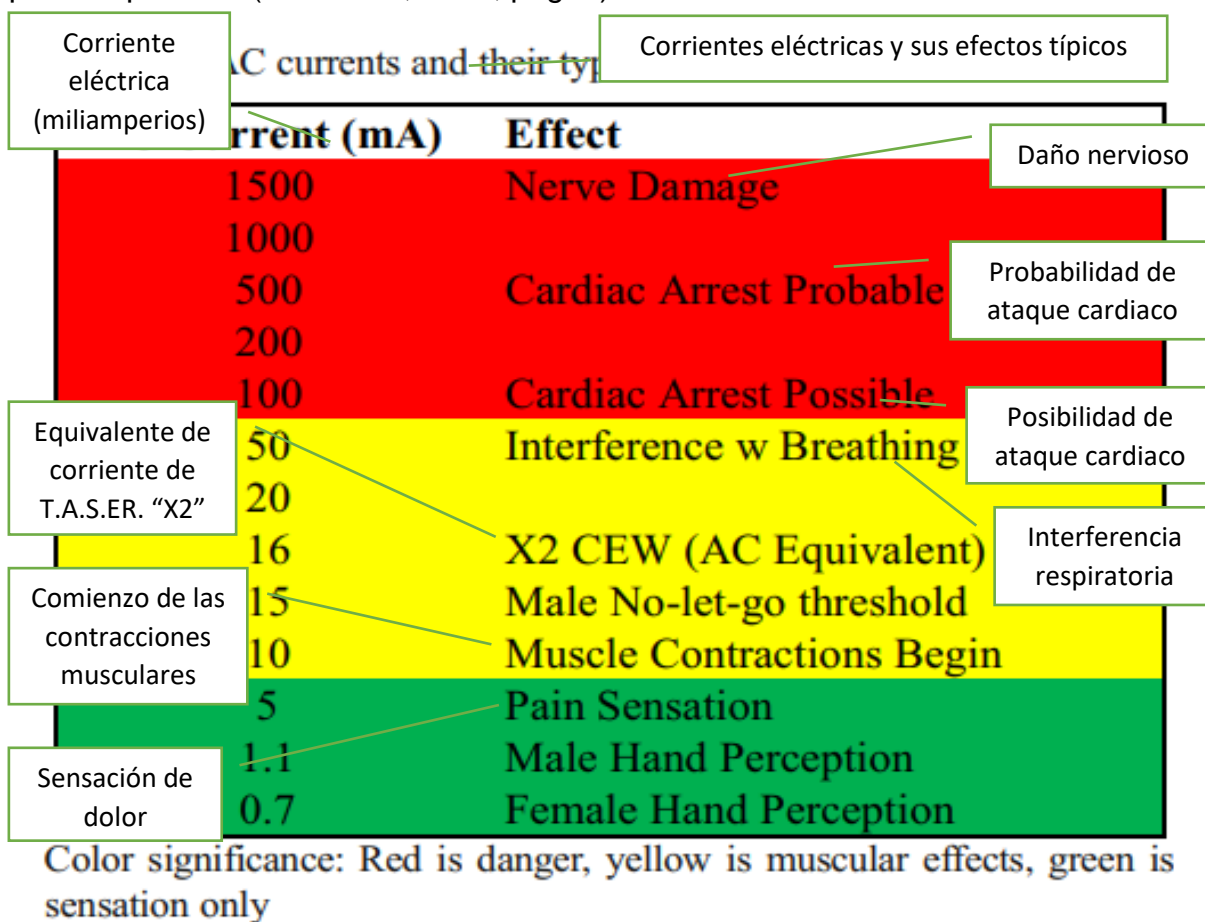 Corriente
eléctrica
(miliamperios)
AC currents and their
Corrientes eléctricas y sus efectos típicos
(mA) Effect
Daño nervioso
1500 Nerve Damage
1000
Probabilidad de
ataque cardiaco
500 Cardiac Arrest Probable
200
100 Cardiac Arrest Possible
Posibilidad de
ataque cardiaco
Equivalente de
corriente de
T.A.S.ER. “X2”
50 Interference w Breathing
20
Interferencia
respiratoria
16 X2 CEW (AC Equivalent)
Comienzo de las
contracciones
musculares
15 Male No-let-go threshold
10 Muscle Contractions Begin
5 Pain Sensation
Sensación de
dolor
1.1 Male Hand Perception
0.7 Female Hand Perception
Color significance: Red is danger, yellow is muscular effects, green is
sensation only